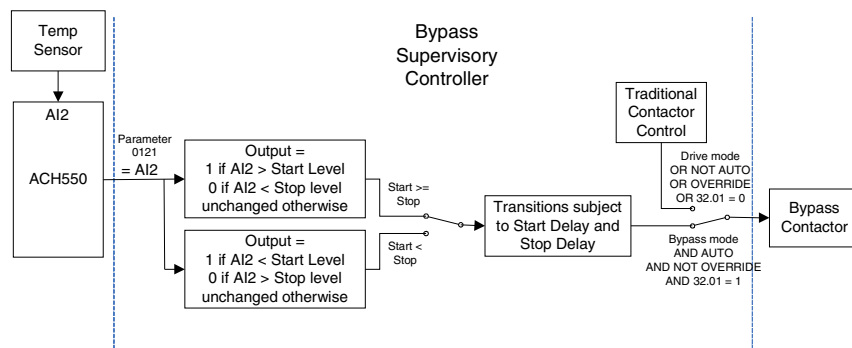 Temp
Sensor
AI2
ACH550
Bypass
Supervisory
Controller
Parameter
0121
= AI2
Output =
1 if AI2 > Start Level
0 if AI2 < Stop level
unchanged otherwise
Output =
1 if AI2 < Start Level
0 if AI2 > Stop level
unchanged otherwise
Start >=
Stop
Start <
Stop
Transitions subject
to Start Delay and
Stop Delay
Traditional
Contactor
Control
Drive mode
OR NOT AUTO
OR OVERRIDE
OR 32.01 = 0
Bypass mode
AND AUTO
AND NOT OVERRIDE
AND 32.01 = 1
Bypass
Contactor